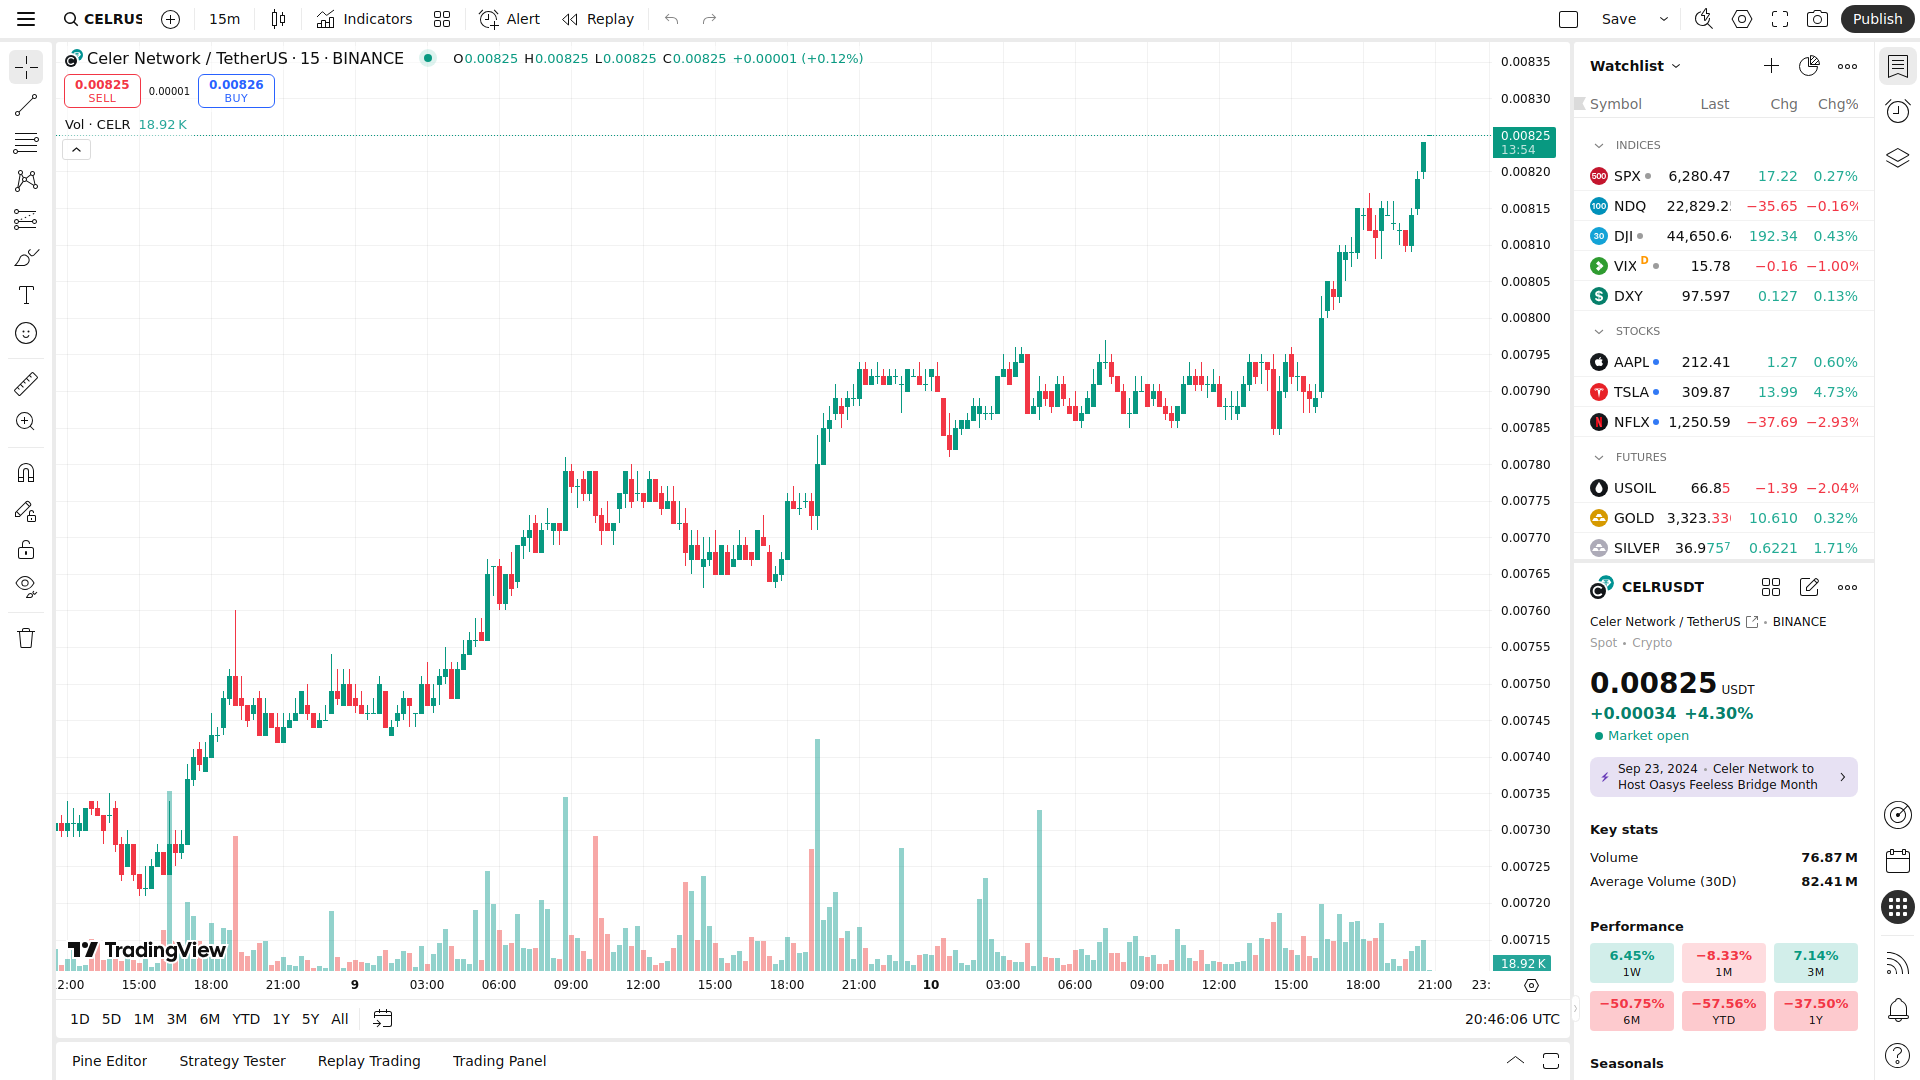 CELRUS
15m
Indicators
Alert
Replay
Save
Publish
Celer Network / TetherUS · 15 · BINANCE
O0.00825 H0.00825 L0.00825 C0.00825 +0.00001 (+0.12%)
0.00825
SELL
0.00001
0.00826
BUY
Vol · CELR 18.92 K
0.00835
0.00830
0.00825
13:54
0.00820
0.00815
0.00810
0.00805
0.00800
0.00795
0.00790
0.00785
0.00780
0.00775
0.00770
0.00765
0.00760
0.00755
0.00750
0.00745
0.00740
0.00735
0.00730
0.00725
0.00720
0.00715
18.92 K
TradingView
2:00 15:00 18:00 21:00 9 03:00 06:00 09:00 12:00 15:00 18:00 21:00 10 03:00 06:00 09:00 12:00 15:00 18:00 21:00 23:
1D 5D 1M 3M 6M YTD 1Y 5Y All
20:46:06 UTC
Pine Editor Strategy Tester Replay Trading Trading Panel
Watchlist
Symbol Last Chg Chg%
INDICES
500 SPX 6,280.47 17.22 0.27%
100 NDQ 22,829.2 −35.65 −0.16%
30 DJI 44,650.6 192.34 0.43%
VIX D 15.78 −0.16 −1.00%
$ DXY 97.597 0.127 0.13%
STOCKS
AAPL 212.41 1.27 0.60%
TSLA 309.87 13.99 4.73%
N NFLX 1,250.59 −37.69 −2.93%
FUTURES
USOIL 66.85 −1.39 −2.04%
GOLD 3,323.33 10.610 0.32%
SILVER 36.9757 0.6221 1.71%
CELRUSDT
Celer Network / TetherUS • BINANCE
Spot • Crypto
0.00825 USDT
+0.00034 +4.30%
Market open
Sep 23, 2024 • Celer Network to
Host Oasys Feeless Bridge Month
Key stats
Volume 76.87 M
Average Volume (30D) 82.41 M
Performance
6.45% −8.33% 7.14%
1W 1M 3M
−50.75% −57.56% −37.50%
6M YTD 1Y
Seasonals